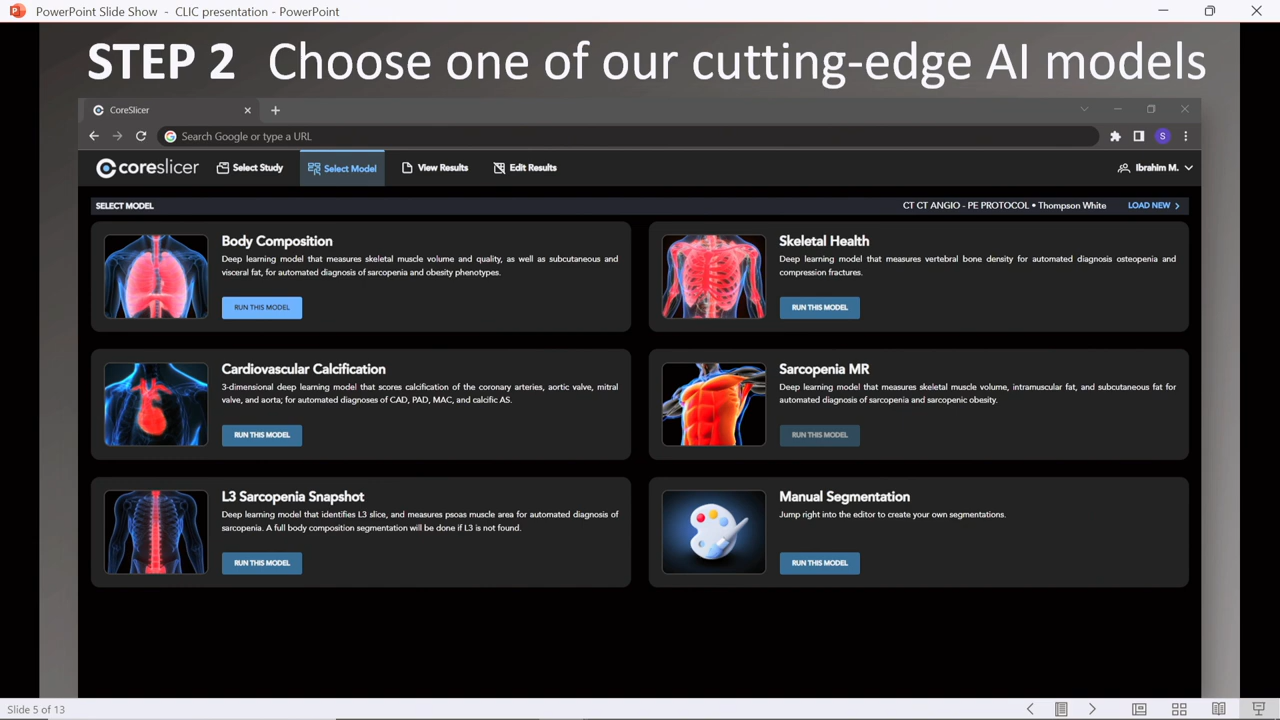 PowerPoint Slide Show - CLIC presentation - PowerPoint
STEP 2 Choose one of our cutting-edge AI models
CoreSlicer
Search Google or type a URL
S
coreslicer Select Study Select Model View Results Edit Results Ibrahim M.
SELECT MODEL CT CT ANGIO - PE PROTOCOL • Thompson White LOAD NEW
Body Composition
Deep learning model that measures skeletal muscle volume and quality, as well as subcutaneous and
visceral fat, for automated diagnosis of sarcopenia and obesity phenotypes.
RUN THIS MODEL
Skeletal Health
Deep learning model that measures vertebral bone density for automated diagnosis osteopenia and
compression fractures.
RUN THIS MODEL
Cardiovascular Calcification
3-dimensional deep learning model that scores calcification of the coronary arteries, aortic valve, mitral
valve, and aorta; for automated diagnoses of CAD, PAD, MAC, and calcific AS.
RUN THIS MODEL
Sarcopenia MR
Deep learning model that measures skeletal muscle volume, intramuscular fat, and subcutaneous fat for
automated diagnosis of sarcopenia and sarcopenic obesity.
RUN THIS MODEL
L3 Sarcopenia Snapshot
Deep learning model that identifies L3 slice, and measures psoas muscle area for automated diagnosis of
sarcopenia. A full body composition segmentation will be done if L3 is not found.
RUN THIS MODEL
Manual Segmentation
Jump right into the editor to create your own segmentations.
RUN THIS MODEL
Slide 5 of 13